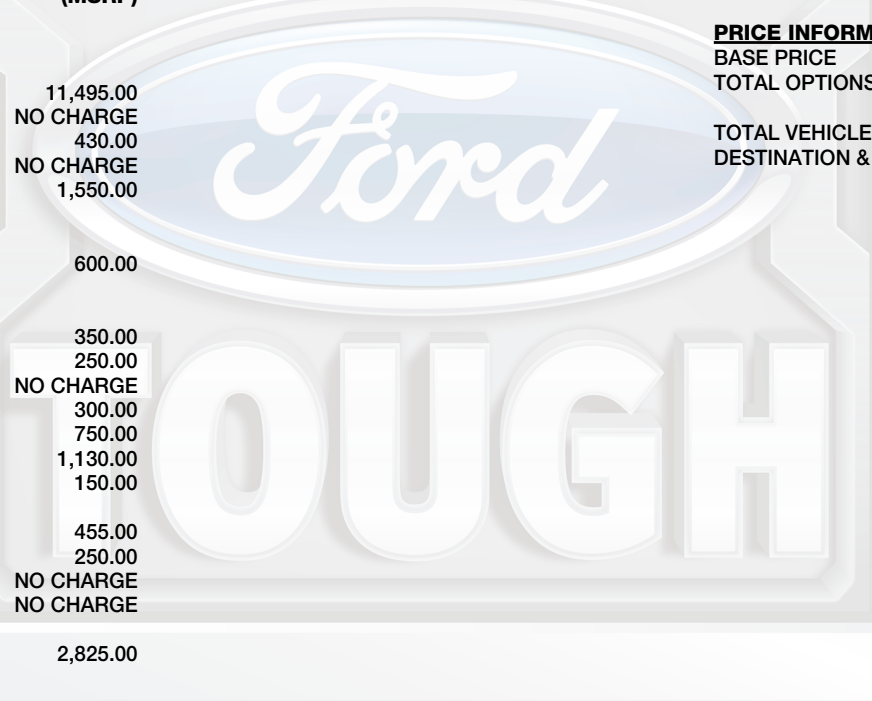 (MSRP)
11,495.00
NO CHARGE
430.00
NO CHARGE
1,550.00
600.00
350.00
250.00
NO CHARGE
300.00
750.00
1,130.00
150.00
455.00
250.00
NO CHARGE
NO CHARGE
2,825.00
PRICE INFORM
BASE PRICE
TOTAL OPTIONS
TOTAL VEHICLE
DESTINATION &
Ford
TOUGH